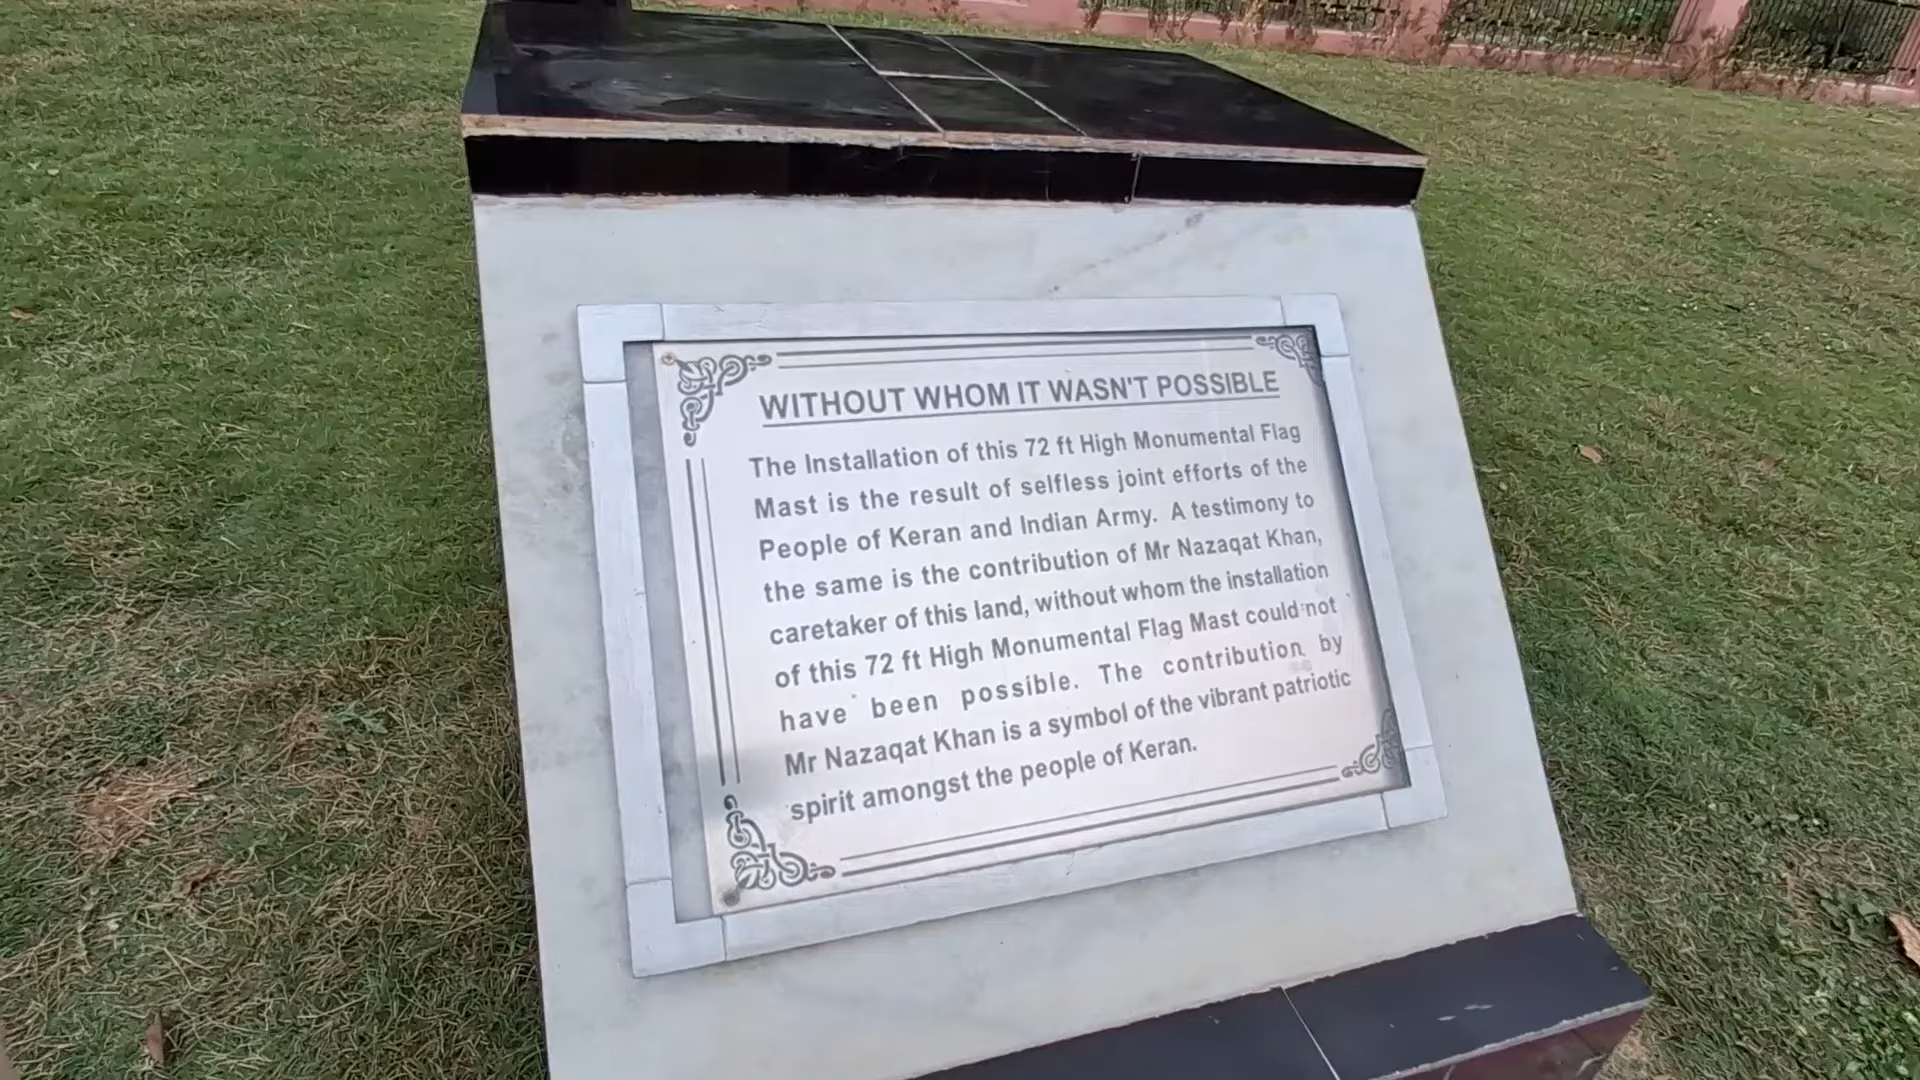 WITHOUT WHOM IT WASN'T POSSIBLE
The Installation of this 72 ft High Monumental Flag
Mast is the result of selfless joint efforts of the
People of Keran and Indian Army. A testimony to
the same is the contribution of Mr Nazaqat Khan,
caretaker of this land, without whom the installation
of this 72 ft High Monumental Flag Mast could not
have been possible. The contribution by
Mr Nazaqat Khan is a symbol of the vibrant patriotic
spirit amongst the people of Keran.